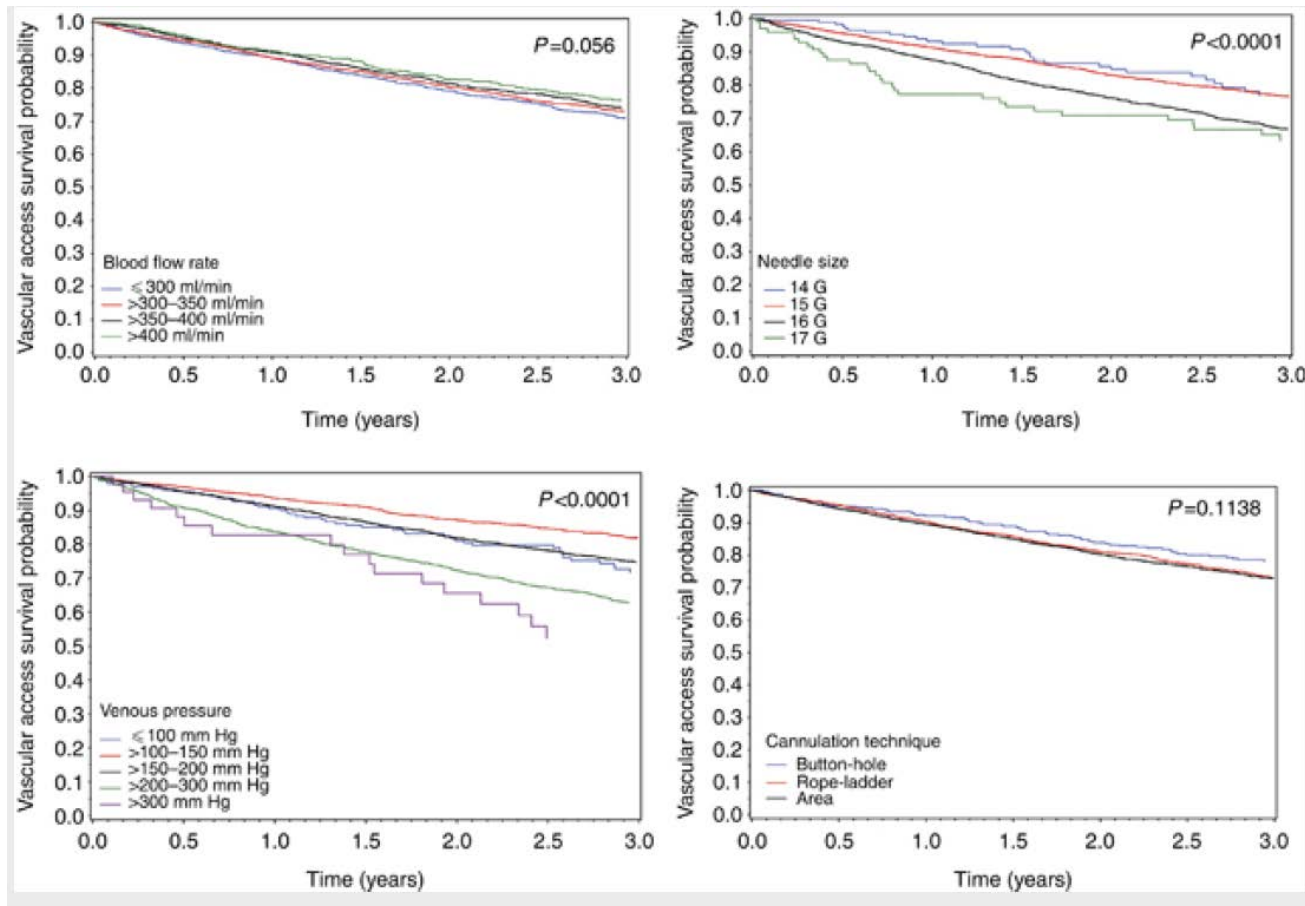 Vascular access survival probability
1.0
0.9
0.8
0.7
0.6
0.5
0.4
0.3
0.2
0.1
0.0
P=0.056
Blood flow rate
⩽300 ml/min
>300–350 ml/min
>350–400 ml/min
>400 ml/min
0.0 0.5 1.0 1.5 2.0 2.5 3.0
Time (years)
Vascular access survival probability
1.0
0.9
0.8
0.7
0.6
0.5
0.4
0.3
0.2
0.1
0.0
P<0.0001
Needle size
14 G
15 G
16 G
17 G
0.0 0.5 1.0 1.5 2.0 2.5 3.0
Time (years)
Vascular access survival probability
1.0
0.9
0.8
0.7
0.6
0.5
0.4
0.3
0.2
0.1
0.0
P<0.0001
Venous pressure
⩽100 mm Hg
>100–150 mm Hg
>150–200 mm Hg
>200–300 mm Hg
>300 mm Hg
0.0 0.5 1.0 1.5 2.0 2.5 3.0
Time (years)
Vascular access survival probability
1.0
0.9
0.8
0.7
0.6
0.5
0.4
0.3
0.2
0.1
0.0
P=0.1138
Cannulation technique
Button-hole
Rope-ladder
Area
0.0 0.5 1.0 1.5 2.0 2.5 3.0
Time (years)